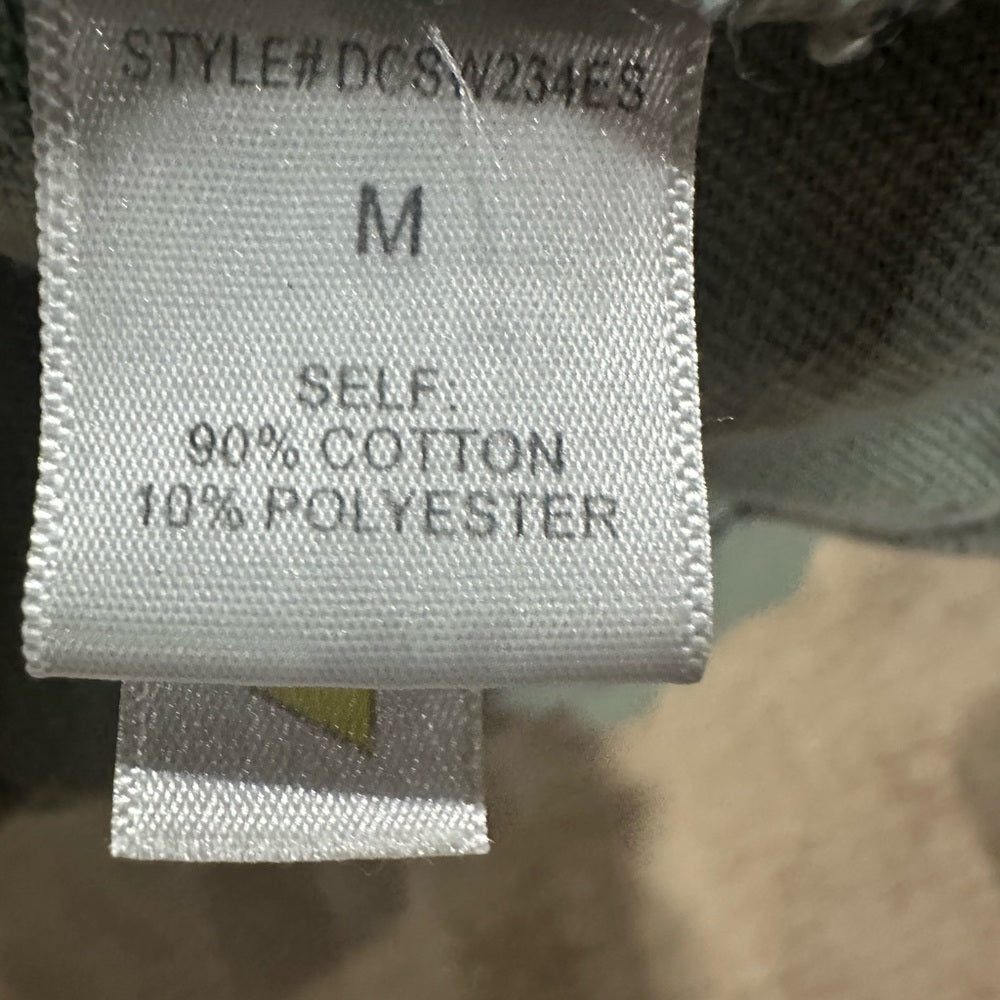 STYLE# DCSW234ES
M
SELF:
90% COTTON
10% POLYESTER